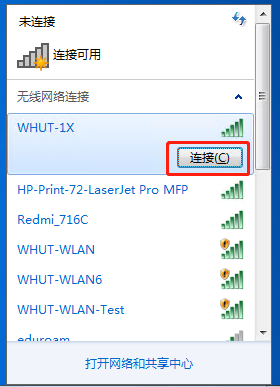 未连接
连接可用
无线网络连接
WHUT-1X
连接(C)
HP-Print-72-LaserJet Pro MFP
Redmi_716C
WHUT-WLAN
WHUT-WLAN6
WHUT-WLAN-Test
eduroam
打开网络和共享中心